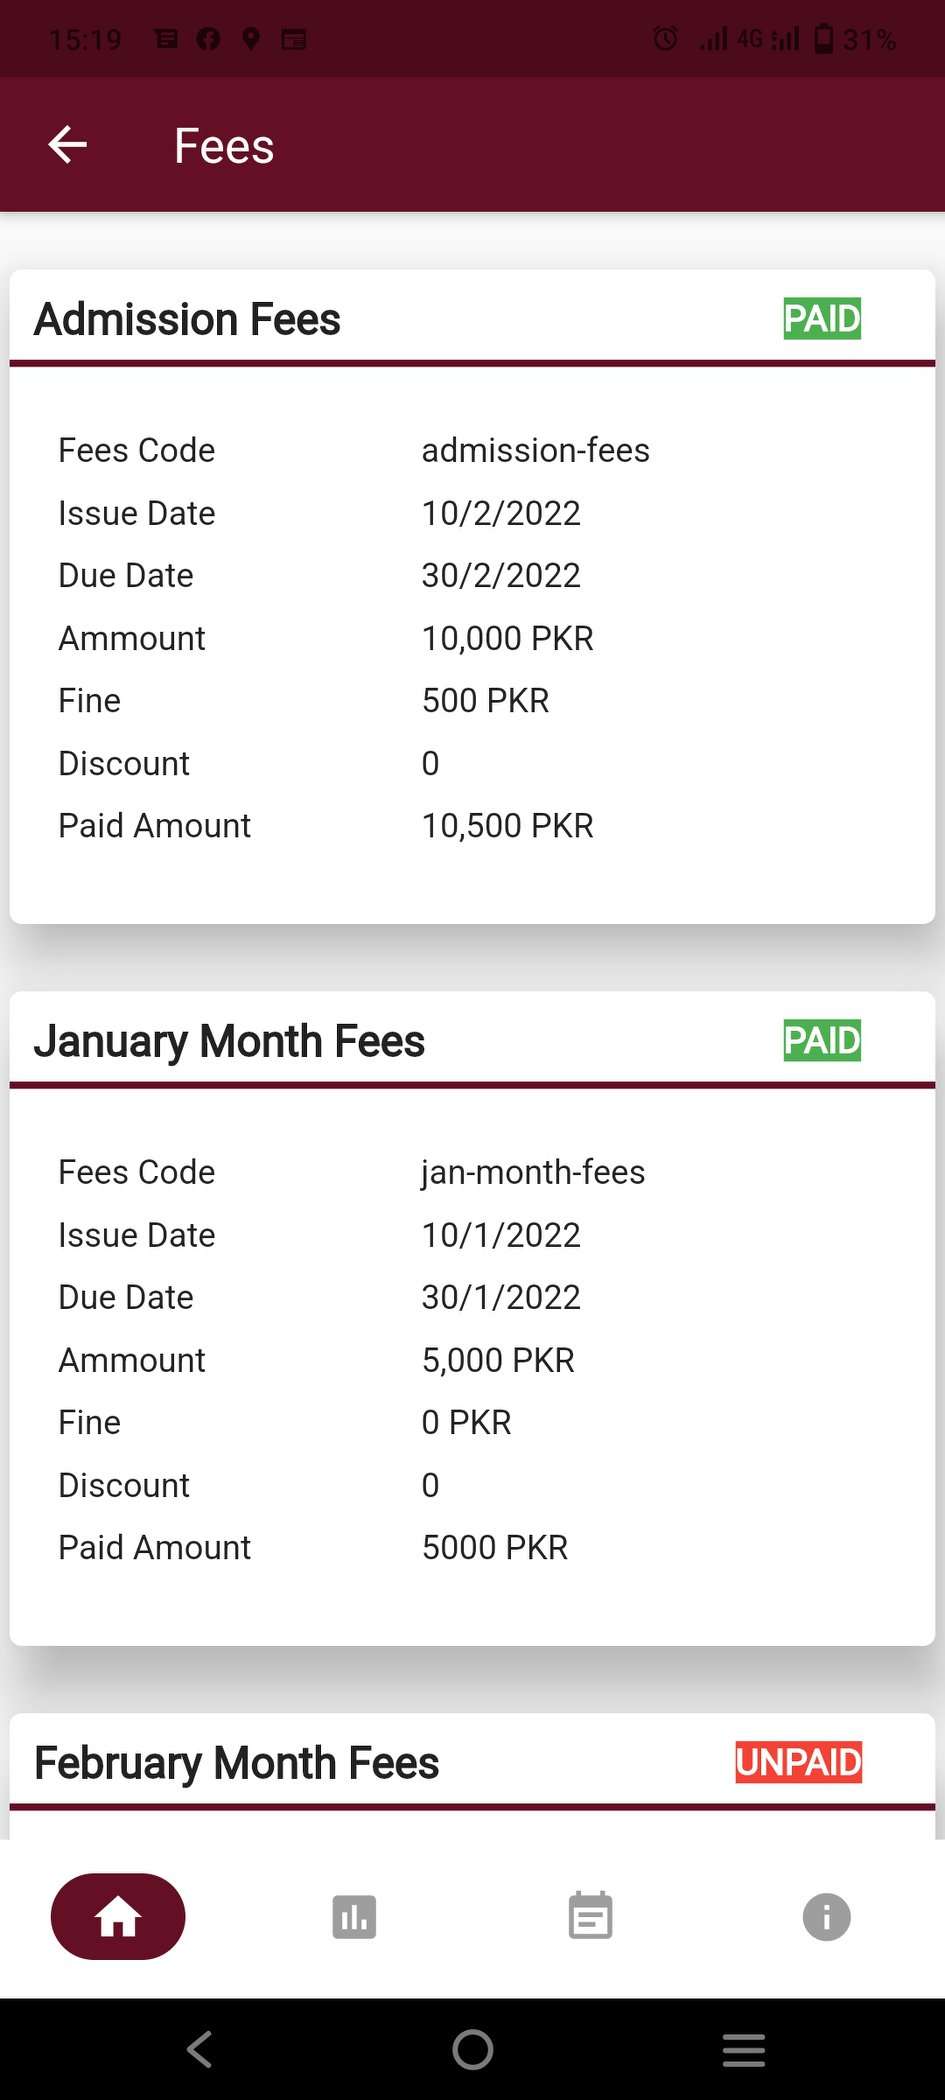 15:19 4G 31%
Fees
Admission Fees PAID
Fees Code admission-fees
Issue Date 10/2/2022
Due Date 30/2/2022
Ammount 10,000 PKR
Fine 500 PKR
Discount 0
Paid Amount 10,500 PKR
January Month Fees PAID
Fees Code jan-month-fees
Issue Date 10/1/2022
Due Date 30/1/2022
Ammount 5,000 PKR
Fine 0 PKR
Discount 0
Paid Amount 5000 PKR
February Month Fees UNPAID